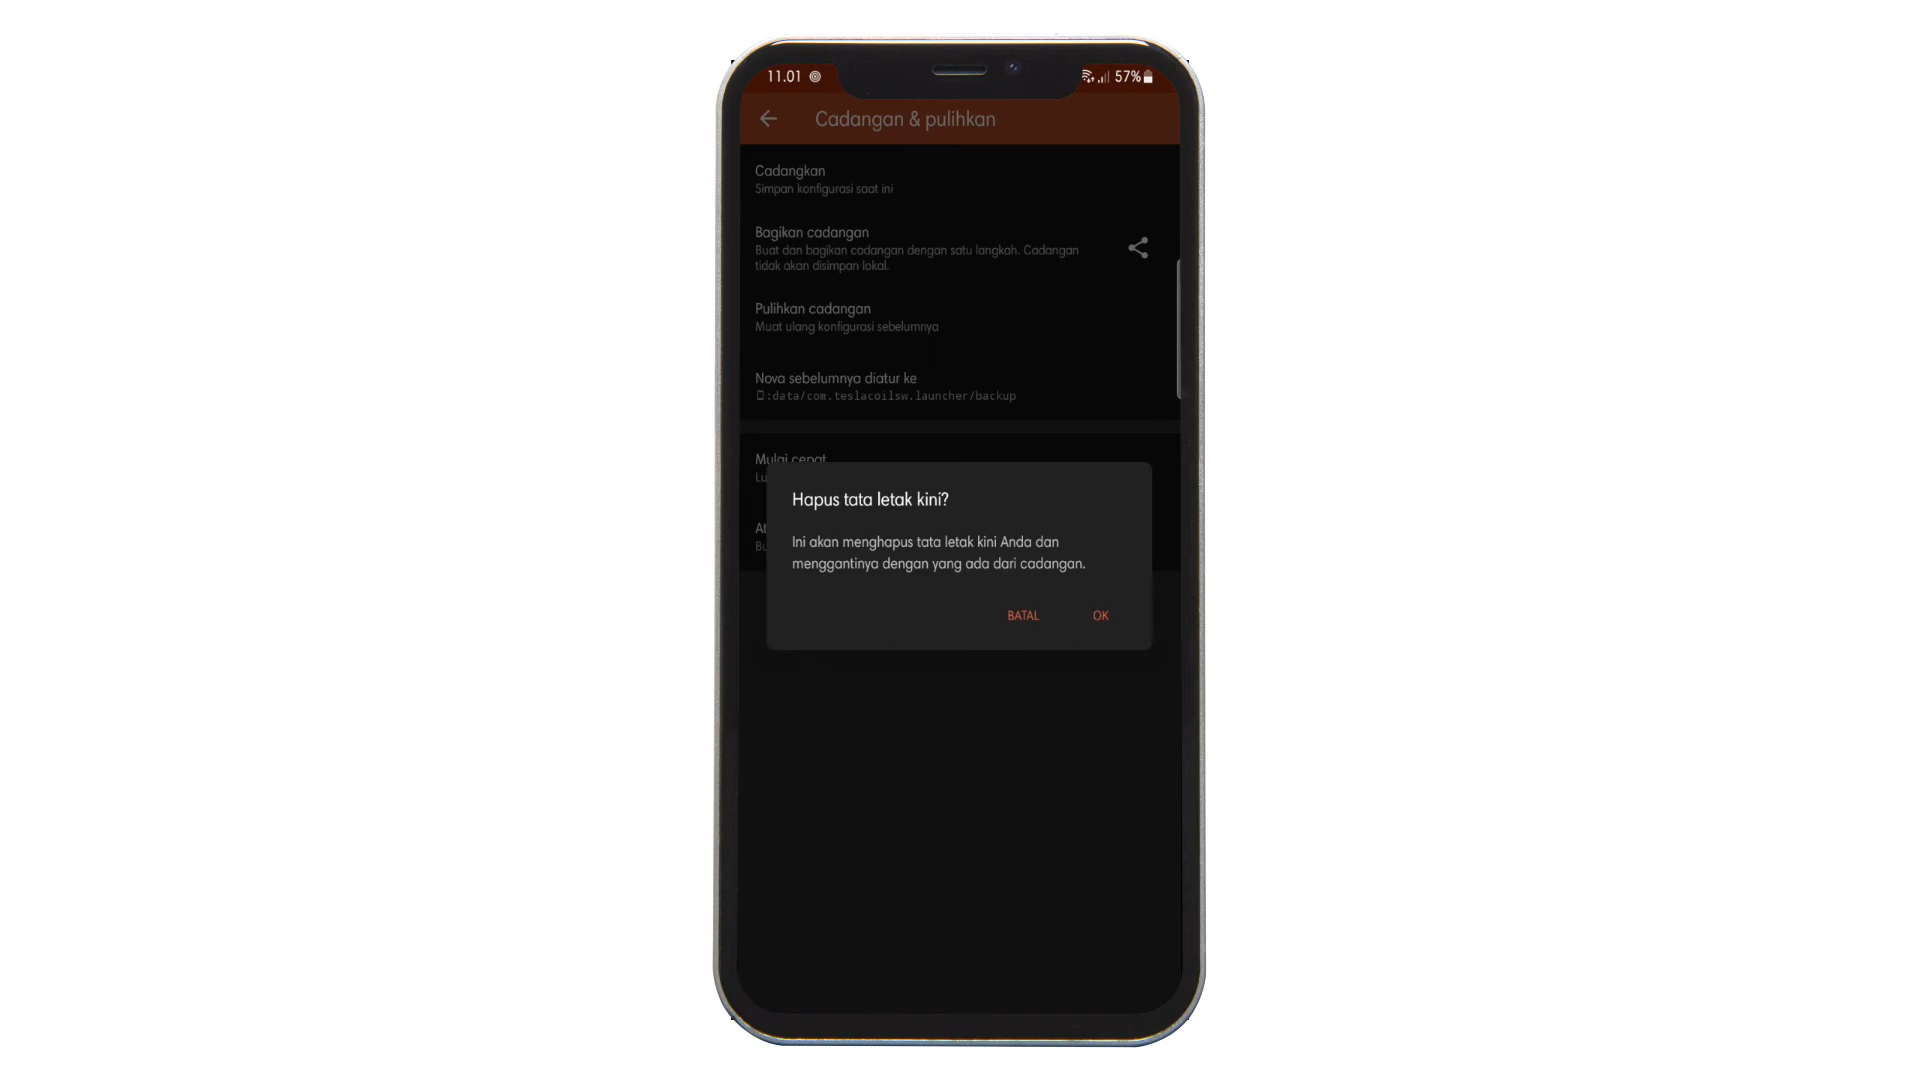 11.01
57%
Cadangan & pulihkan
Cadangkan
Simpan konfigurasi saat ini
Bagikan cadangan
Buat dan bagikan cadangan dengan satu langkah. Cadangan
tidak akan disimpan lokal.
Pulihkan cadangan
Muat ulang konfigurasi sebelumnya
Nova sebelumnya diatur ke
:data/com.teslacoilsw.launcher/backup
Mulai cepat
Hapus tata letak kini?
Ini akan menghapus tata letak kini Anda dan
menggantinya dengan yang ada dari cadangan.
BATAL OK